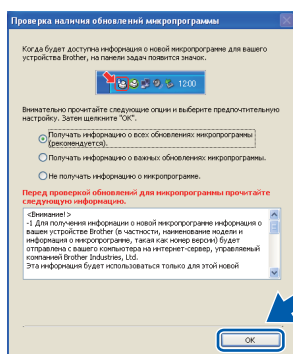 Проверка наличия обновлений микропрограммы
Когда будет доступна информация о новой микропрограмме для вашего
устройства Brother, на панели задач появится значок.
12:00
Внимательно прочитайте следующие опции и выберите предпочтительную
настройку. Затем щелкните "ОК".
Получать информацию о всех обновлениях микропрограммы
(рекомендуется).
Получать информацию о важных обновлениях микропрограммы.
Не получать информацию о микропрограмме.
Перед проверкой обновлений для микропрограммы прочитайте
следующую информацию.
<Внимание!>
-1 Для получения информации о новой микропрограмме информация о
вашем устройстве Brother (в частности, наименование модели и
информация о микропрограмме, такая как номер версии) будет
отправлена с вашего компьютера на интернет-сервер, управляемый
компанией Brother Industries, Ltd.
Эта информация будет использоваться только для этой новой
OK